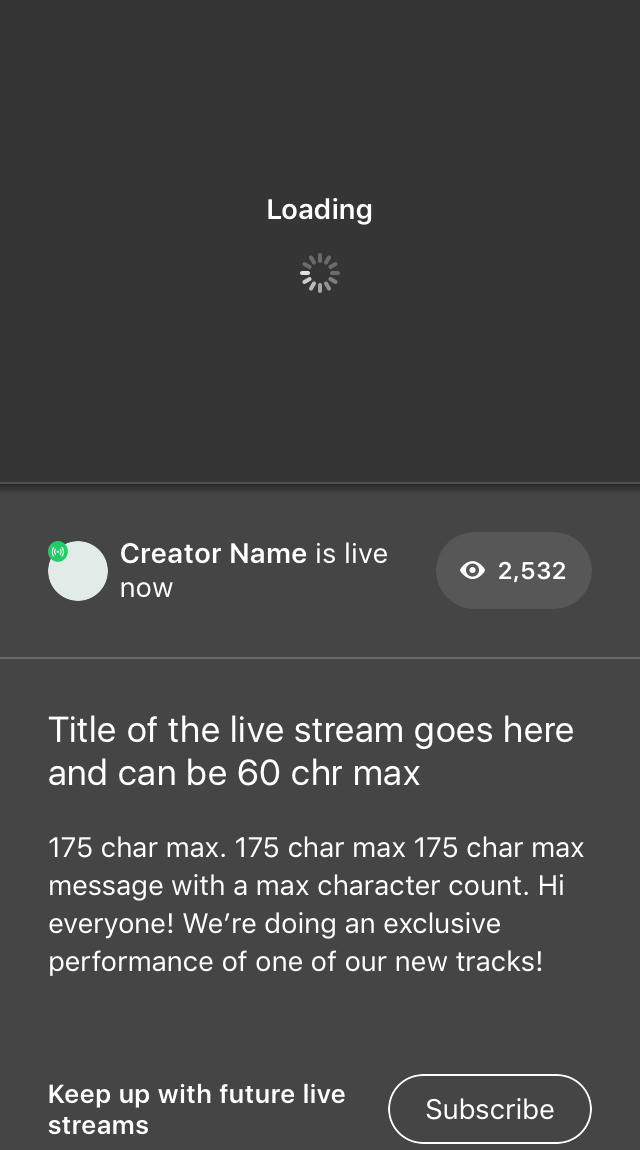 Loading
Creator Name is live
now
2,532
Title of the live stream goes here
and can be 60 chr max
175 char max. 175 char max 175 char max
message with a max character count. Hi
everyone! We’re doing an exclusive
performance of one of our new tracks!
Keep up with future live
streams
Subscribe